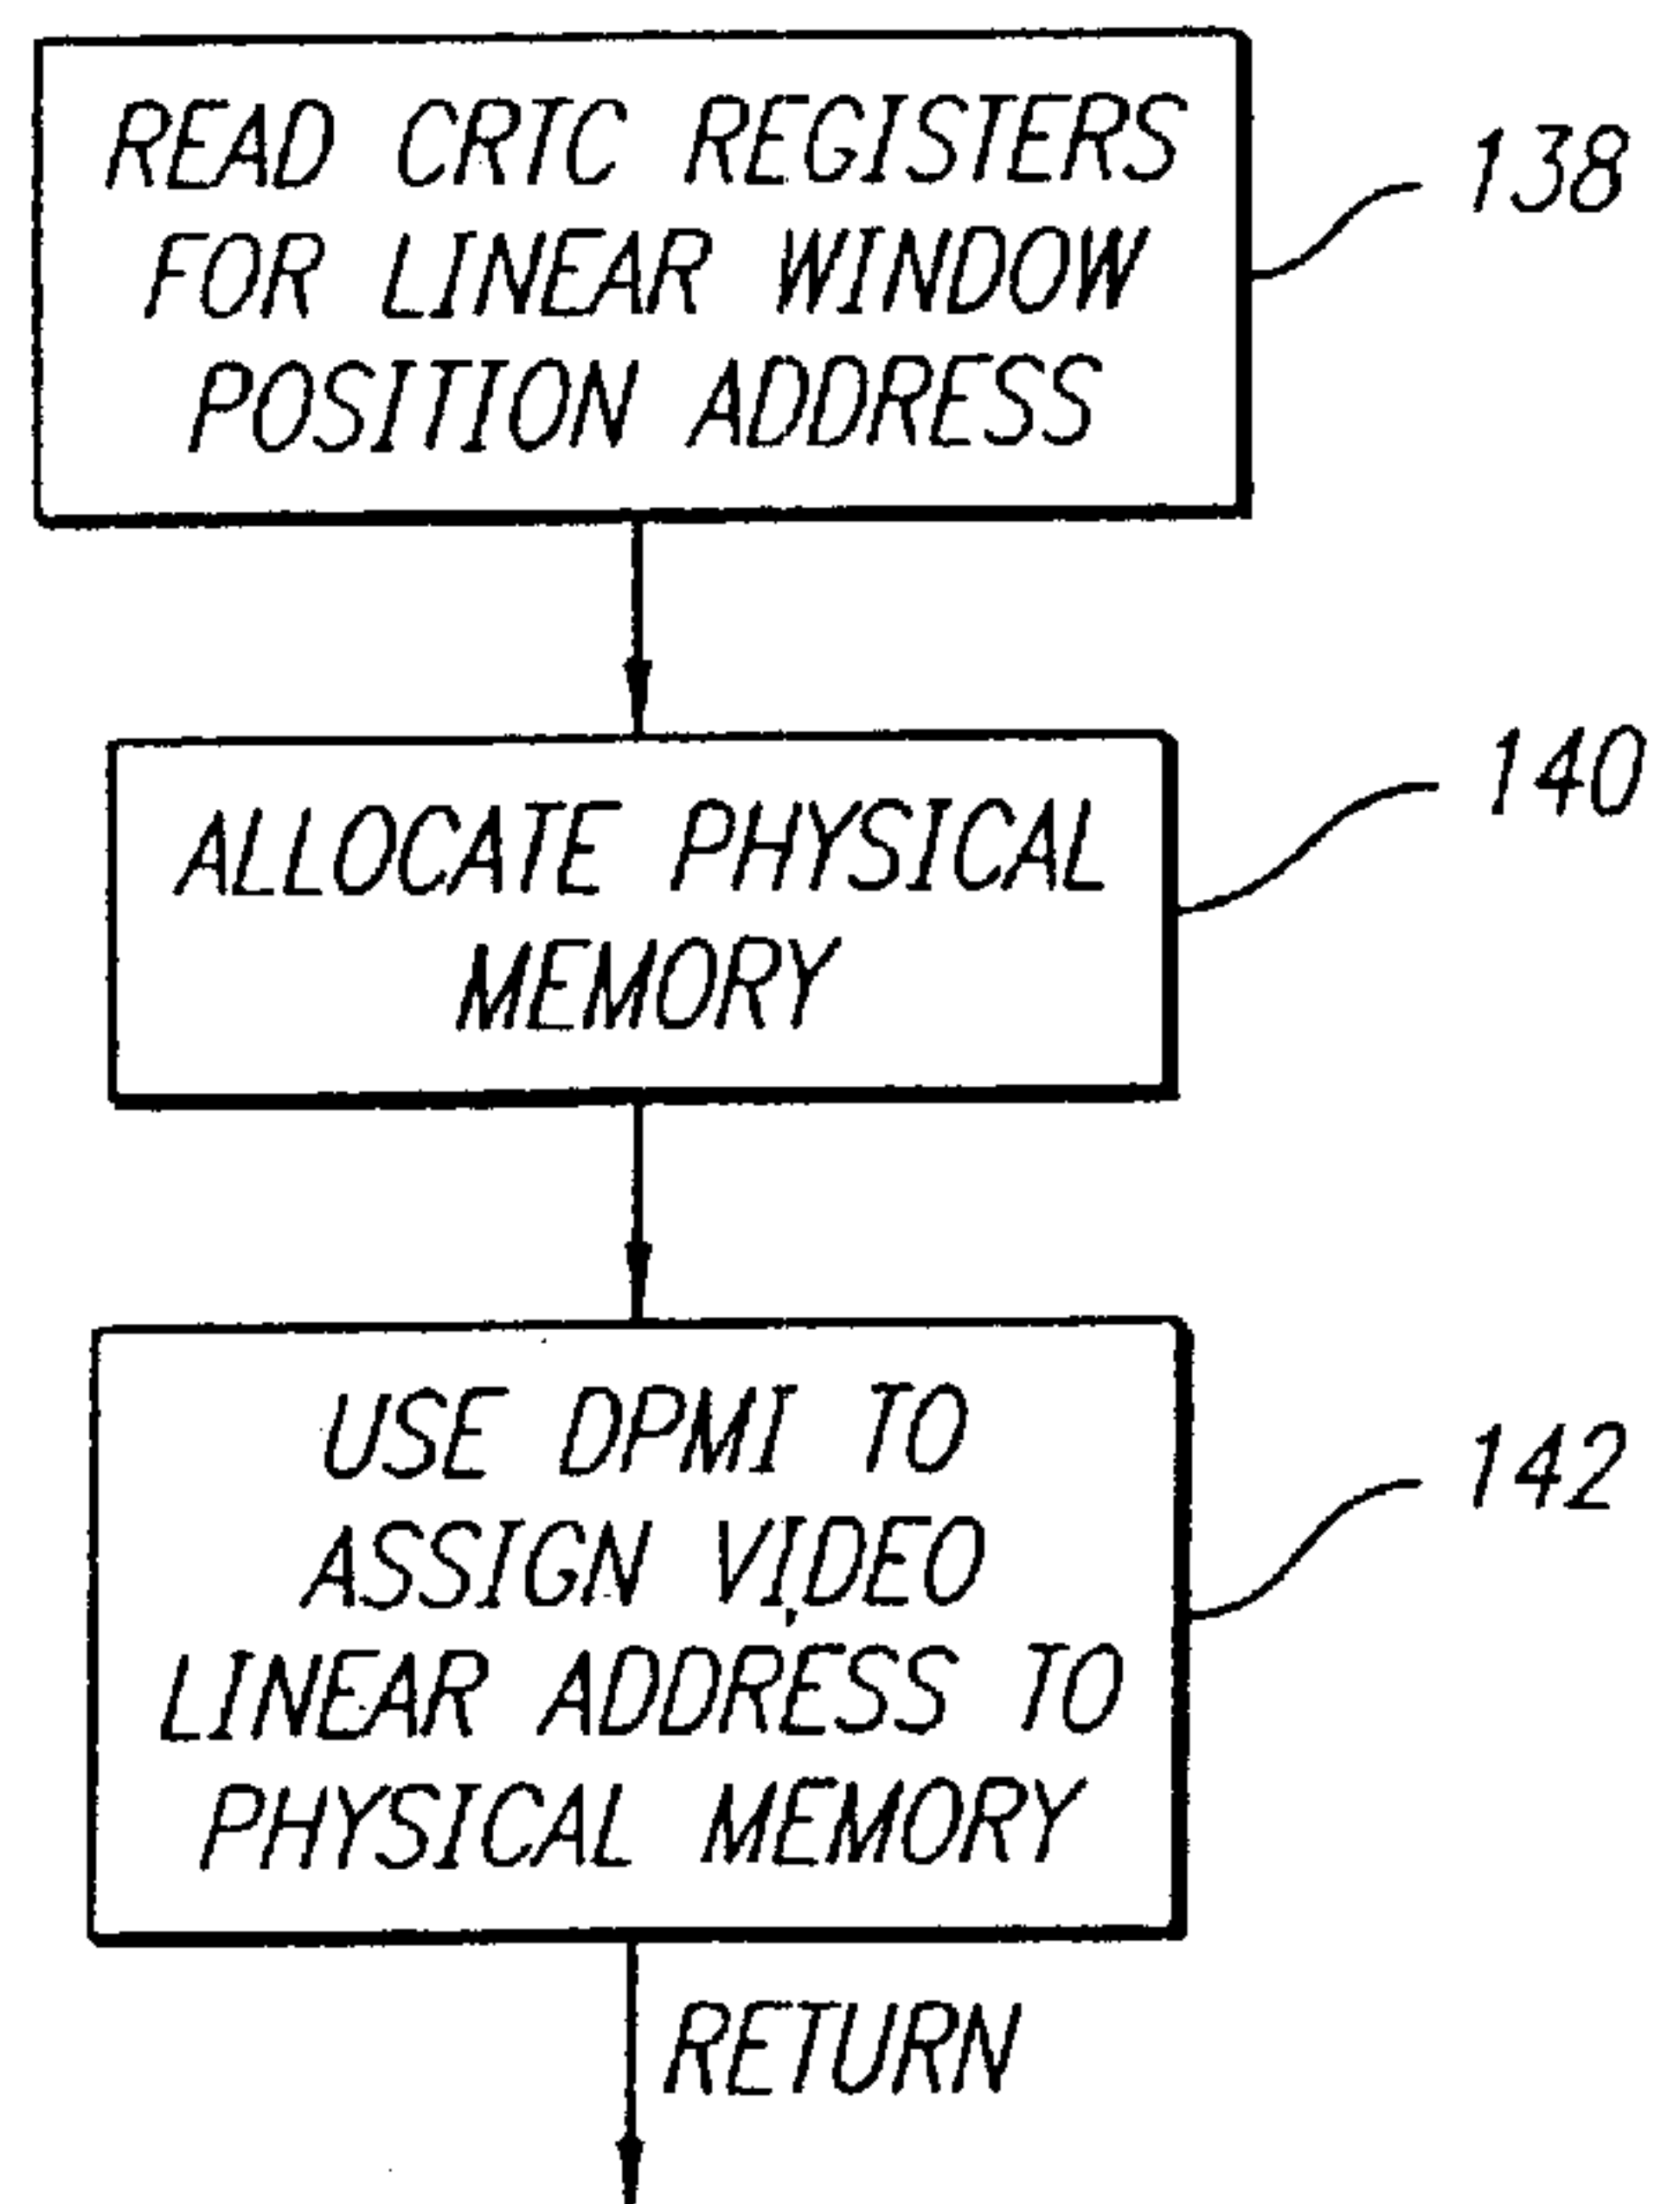 READ CRTC REGISTERS
FOR LINEAR WINDOW
POSITION ADDRESS
138
ALLOCATE PHYSICAL
MEMORY
140
USE DPMI TO
ASSIGN VIDEO
LINEAR ADDRESS TO
PHYSICAL MEMORY
142
RETURN